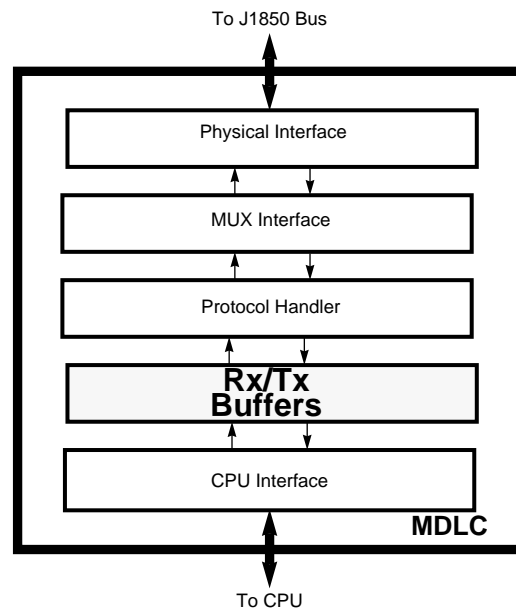 To J1850 Bus
Physical Interface
MUX Interface
Protocol Handler
Rx/Tx
Buffers
CPU Interface
MDLC
To CPU